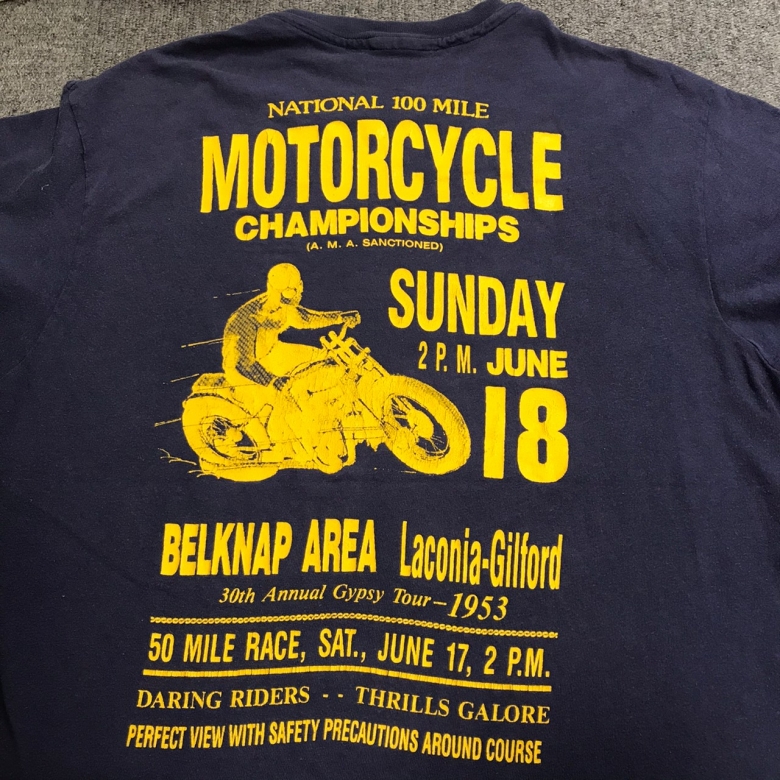 NATIONAL 100 MILE
MOTORCYCLE
CHAMPIONSHIPS
(A. M. A. SANCTIONED)
SUNDAY
2 P. M. JUNE
18
BELKNAP AREA Laconia-Gilford
30th Annual Gypsy Tour–1953
50 MILE RACE, SAT., JUNE 17, 2 P.M.
DARING RIDERS - - THRILLS GALORE
PERFECT VIEW WITH SAFETY PRECAUTIONS AROUND COURSE